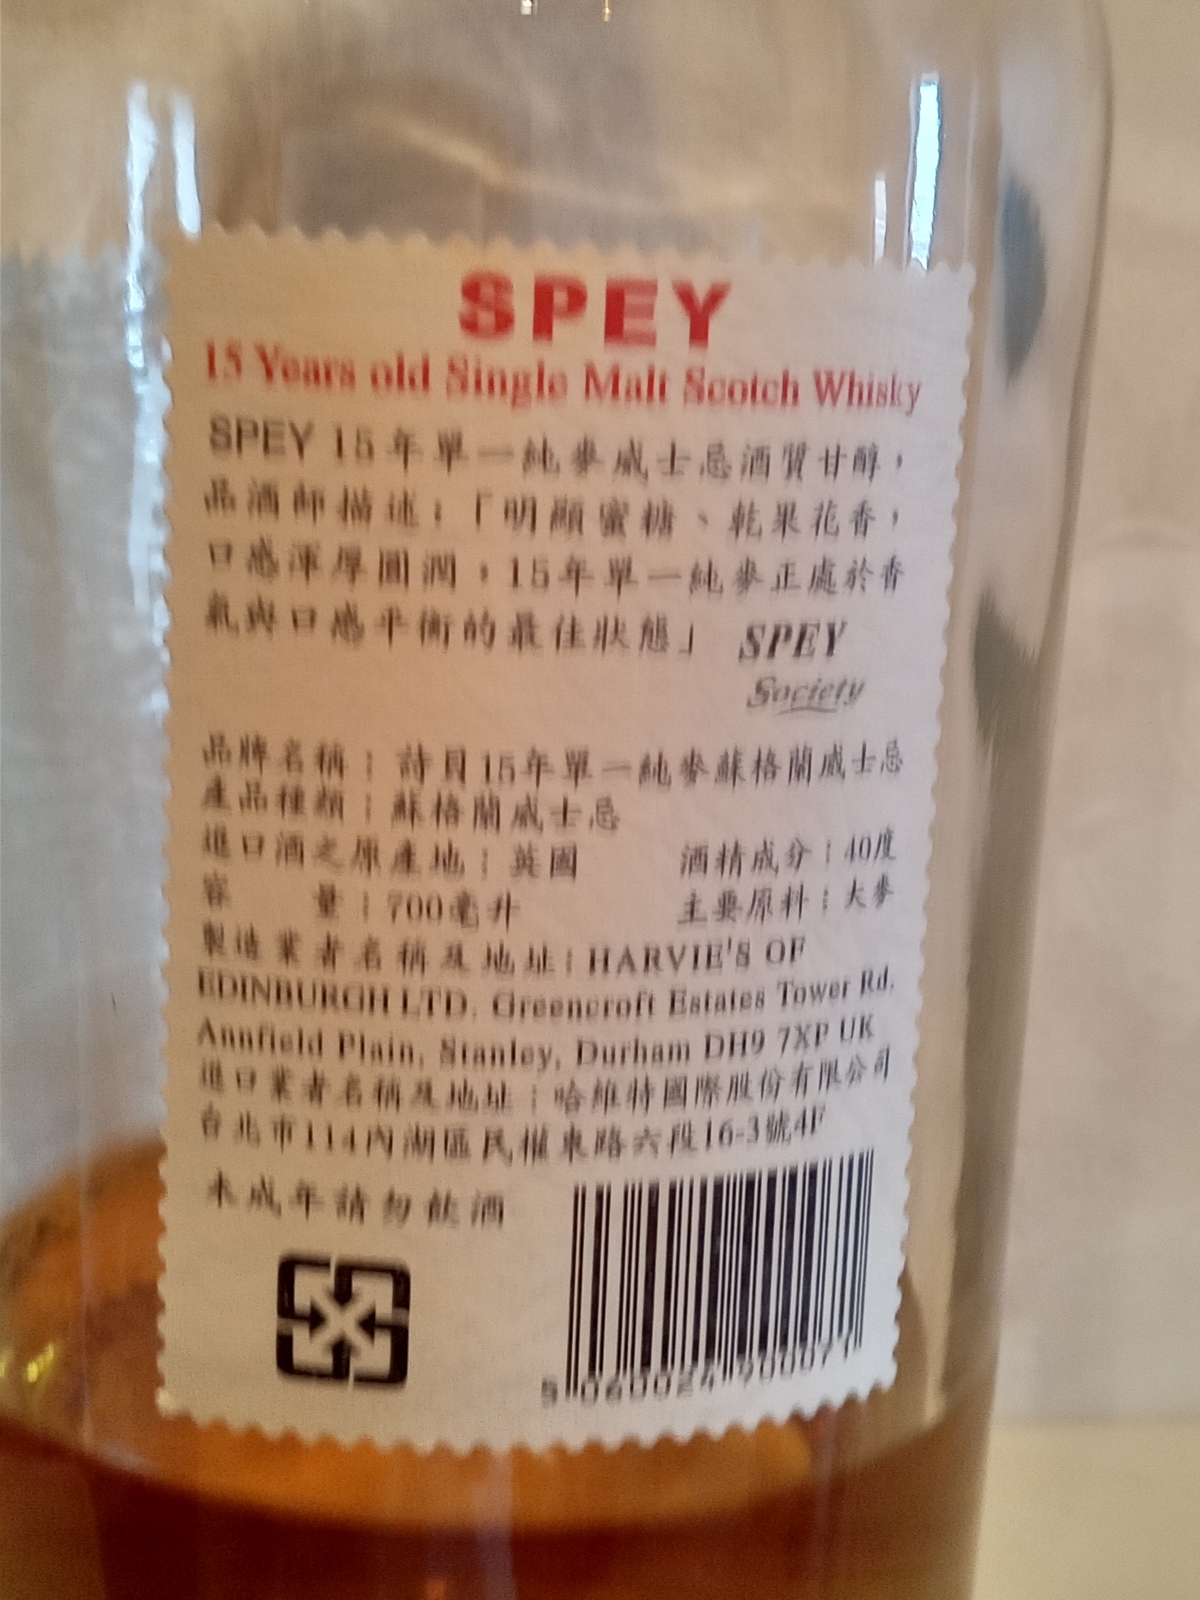 SPEY
15 Years old Single Malt Scotch Whisky
SPEY 15年單一純麥威士忌酒質甘醇，
品酒師描述：「明顯蜜糖、乾果花香，
口感渾厚圓潤，15年單一純麥正處於香
氣與口感平衡的最佳狀態」 SPEY
Society
品牌名稱：詩貝15年單一純麥蘇格蘭威士忌
產品種類：蘇格蘭威士忌
進口酒之原產地：英國 酒精成分：40度
容 量：700毫升 主要原料：大麥
製造業者名稱及地址：HARVIE'S OF
EDINBURGH LTD. Greencroft Estates Tower Rd.
Annfield Plain, Stanley, Durham DH9 7XP UK
進口業者名稱及地址：哈維特國際股份有限公司
台北市114內湖區民權東路六段16-3號4F
未成年請勿飲酒
5 060024 900071